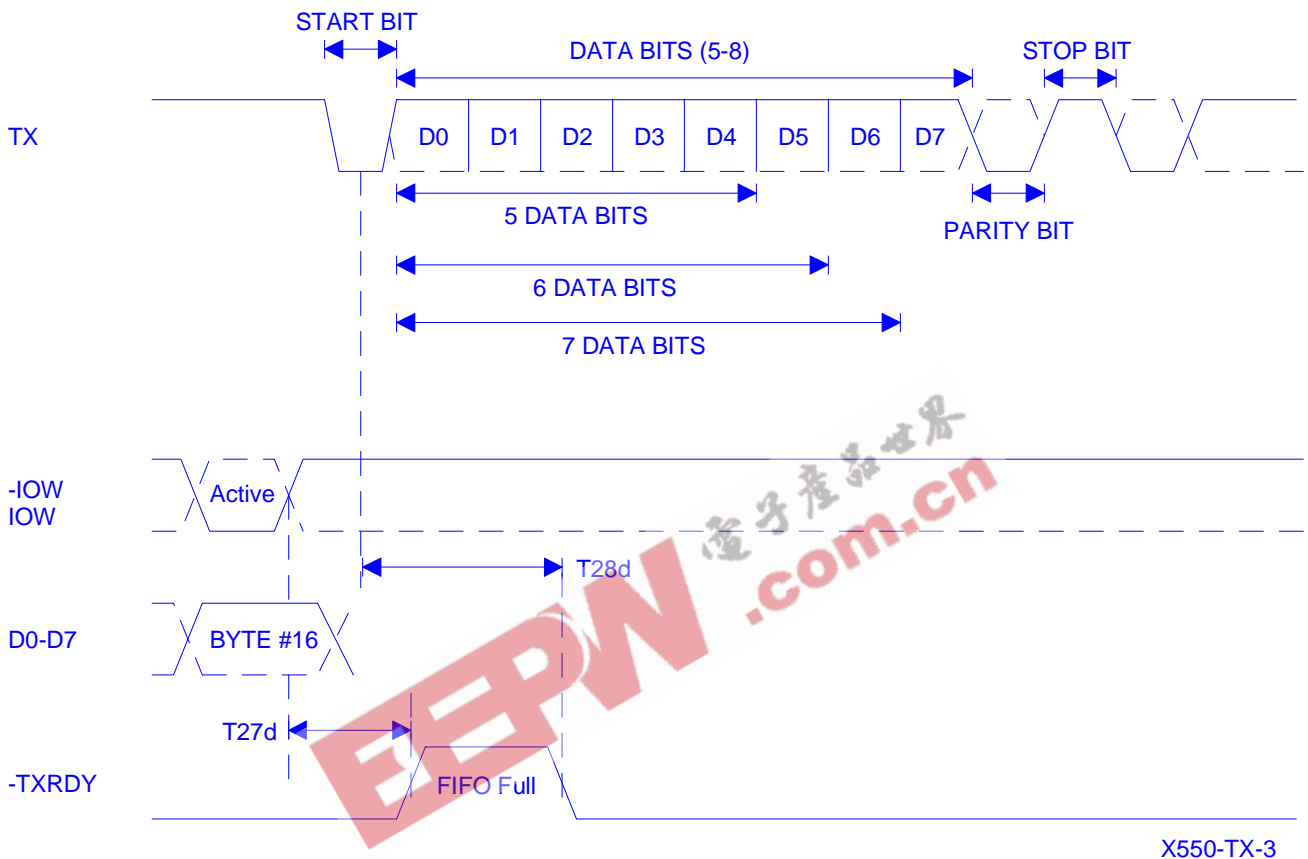 START BIT
DATA BITS (5-8)
STOP BIT
TX
D0 D1 D2 D3 D4 D5 D6 D7
5 DATA BITS
PARITY BIT
6 DATA BITS
7 DATA BITS
-IOW
IOW
Active
T28d
D0-D7
BYTE #16
T27d
-TXRDY
FIFO Full
EEPW
電子產品世界
.com.cn
X550-TX-3